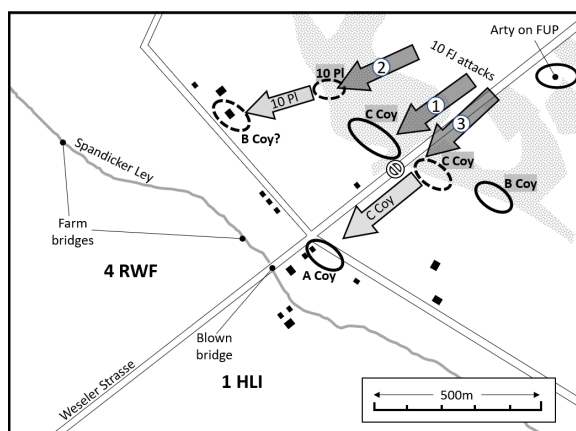 Arty on FUP
10 FJ attacks
2
10 Pl
1
10 Pl
C Coy
3
B Coy?
C Coy
B Coy
Spandicker Ley
C Coy
Farm
bridges
4 RWF
A Coy
Blown
bridge
1 HLI
Weseler Strasse
500m